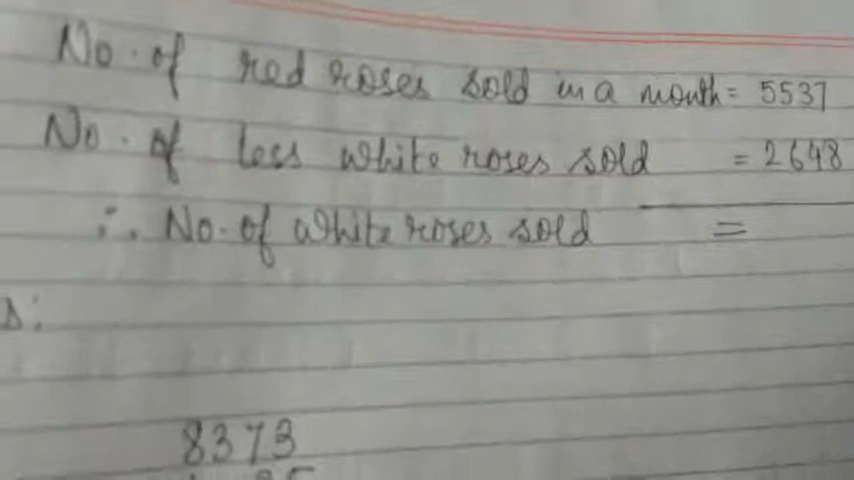 No. of red roses sold in a month = 5537
No. of less white roses sold = 2648
∴ No. of white roses sold =
8373